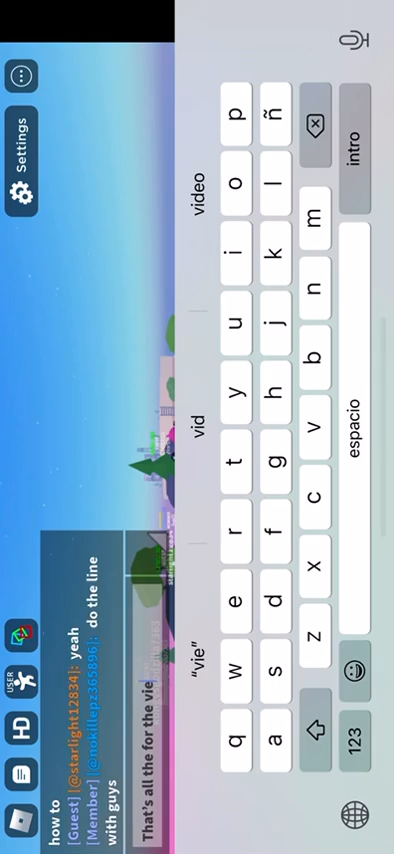 HD
USER
Settings
how to
[Guest] [@starlight12834]: yeah
[Member] [@nokillepz365896]: do the line
with guys
That's all the for the vie
"vie" vid video
q w e r t y u i o p
a s d f g h j k l ñ
z x c v b n m
123 espacio intro